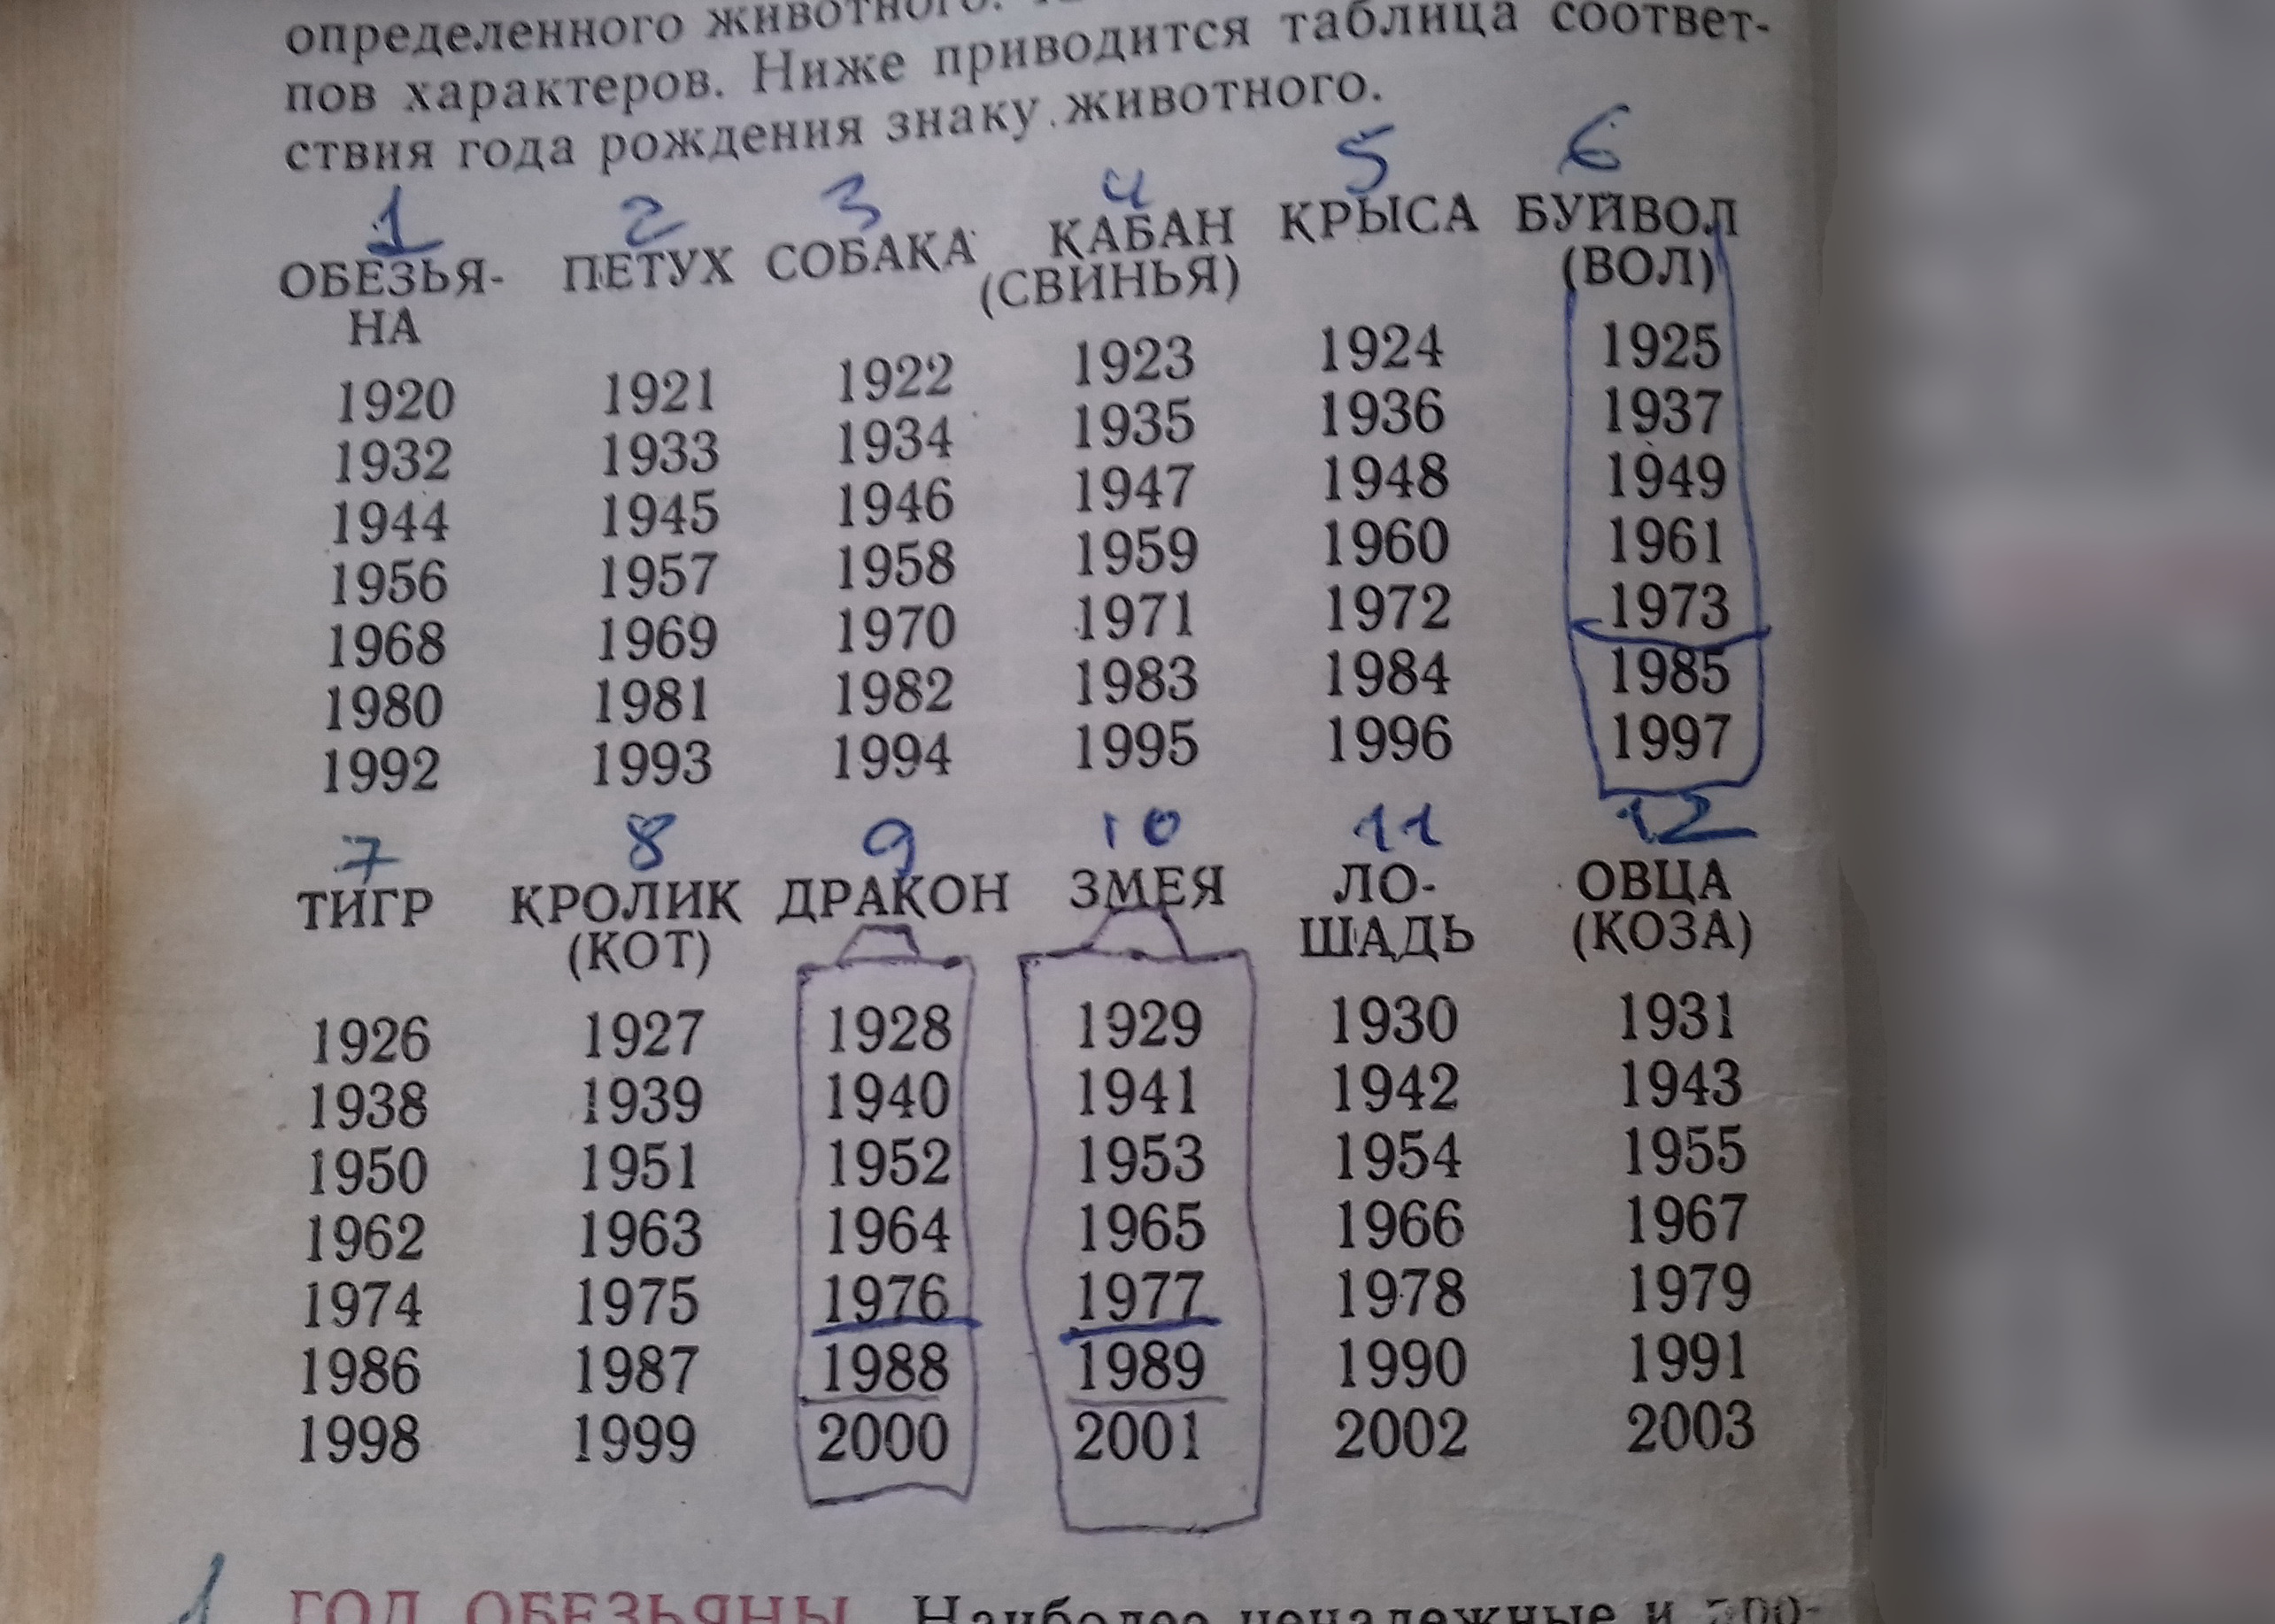 определенного животного.
пов характеров. Ниже приводится таблица соответ-
ствия года рождения знаку животного.
1 2 3 4 5 6
ОБЕЗЬЯ- ПЕТУХ СОБАКА КАБАН КРЫСА БУЙВОЛ
НА (СВИНЬЯ) (ВОЛ)
1920 1921 1922 1923 1924 1925
1932 1933 1934 1935 1936 1937
1944 1945 1946 1947 1948 1949
1956 1957 1958 1959 1960 1961
1968 1969 1970 1971 1972 1973
1980 1981 1982 1983 1984 1985
1992 1993 1994 1995 1996 1997
7 8 9 10 11 12
ТИГР КРОЛИК ДРАКОН ЗМЕЯ ЛО- ОВЦА
(КОТ) ШАДЬ (КОЗА)
1926 1927 1928 1929 1930 1931
1938 1939 1940 1941 1942 1943
1950 1951 1952 1953 1954 1955
1962 1963 1964 1965 1966 1967
1974 1975 1976 1977 1978 1979
1986 1987 1988 1989 1990 1991
1998 1999 2000 2001 2002 2003
1 ГОД ОБЕЗЬЯНЫ Наиболее ненадежные и